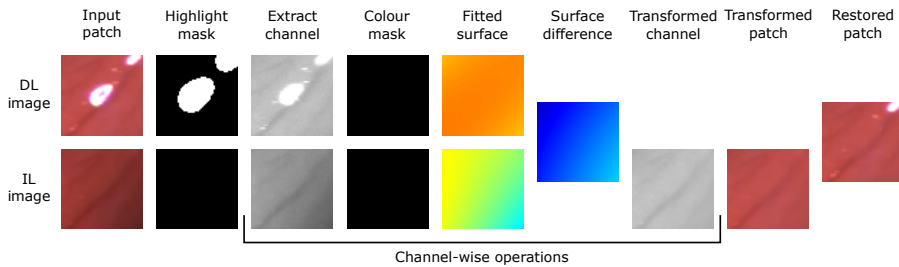 Input patch
Highlight mask
Extract channel
Colour mask
Fitted surface
Surface difference
Transformed channel
Transformed patch
Restored patch
DL image
IL image
Channel-wise operations